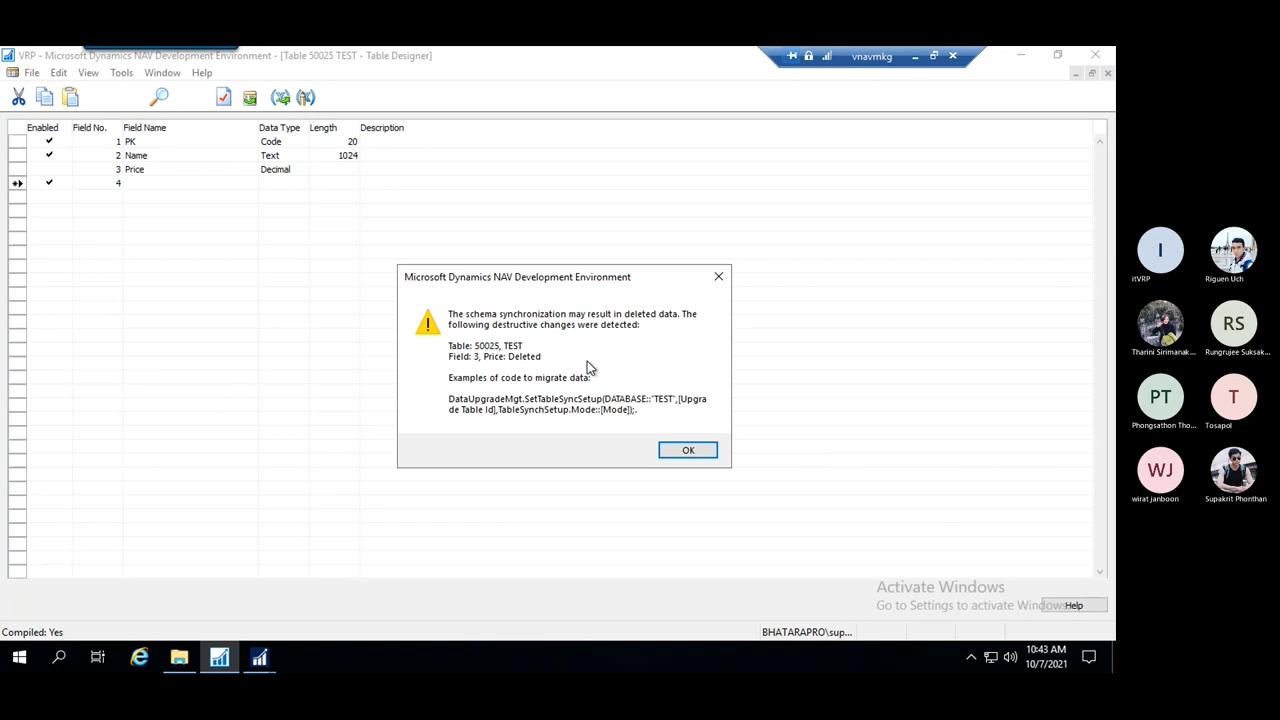 VRP - Microsoft Dynamics NAV Development Environment - [Table 50025 TEST - Table Designer]
vnavmkg
File Edit View Tools Window Help
Enabled Field No. Field Name Data Type Length Description
1 PK Code 20
2 Name Text 1024
3 Price Decimal
4
Microsoft Dynamics NAV Development Environment
The schema synchronization may result in deleted data. The
following destructive changes were detected:
Table: 50025, TEST
Field: 3, Price: Deleted
Examples of code to migrate data:
DataUpgradeMgt.SetTableSyncSetup(DATABASE::"TEST",[Upgra
de Table Id],TableSynchSetup.Mode::[Mode]);.
OK
Activate Windows
Go to Settings to activate Windows.
Help
Compiled: Yes
BHATARAPRO\sup...
10:43 AM
10/7/2021
I
itVRP
Riguen Uch
Tharini Sirimanak...
RS
Rungrujee Suksak...
PT
Phongsathon Tho...
T
Tosapol
WJ
wirat janboon
Supakrit Phonthan